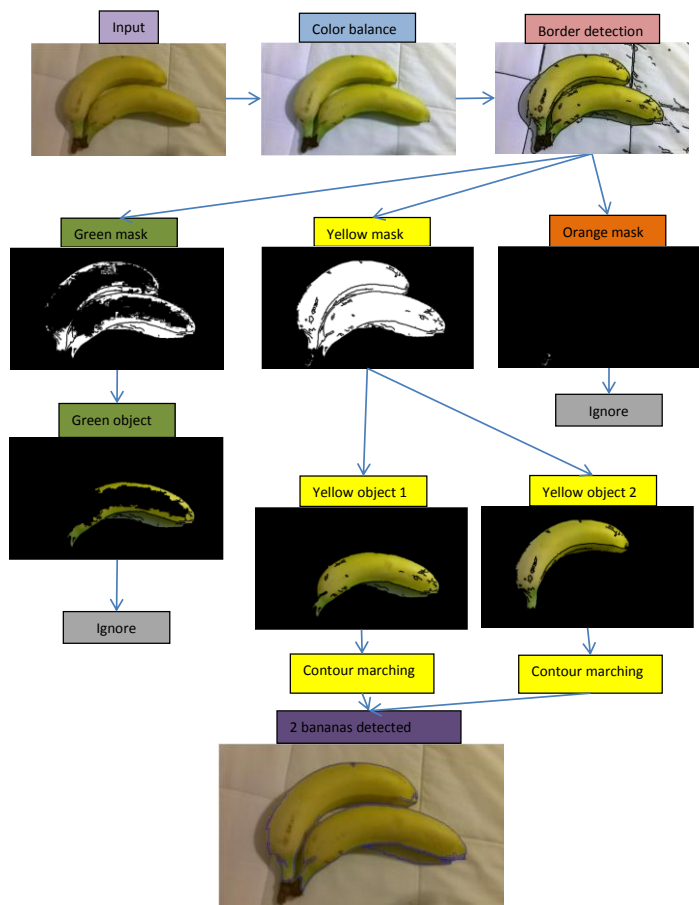 Input
Color balance
Border detection
Green mask
Yellow mask
Orange mask
Ignore
Green object
Yellow object 1
Yellow object 2
Ignore
Contour marching
Contour marching
2 bananas detected